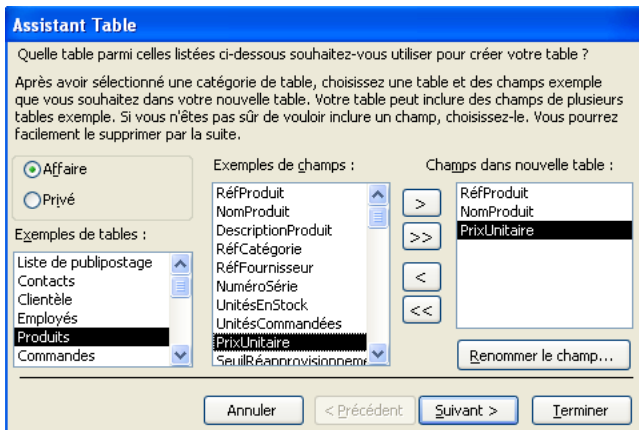 Assistant Table
Quelle table parmi celles listées ci-dessous souhaitez-vous utiliser pour créer votre table ?
Après avoir sélectionné une catégorie de table, choisissez une table et des champs exemple
que vous souhaitez dans votre nouvelle table. Votre table peut inclure des champs de plusieurs
tables exemple. Si vous n'êtes pas sûr de vouloir inclure un champ, choisissez-le. Vous pourrez
facilement le supprimer par la suite.
Affaire
Privé
Exemples de tables :
Liste de publipostage
Contacts
Clientèle
Employés
Produits
Commandes
Exemples de champs :
RéfProduit
NomProduit
DescriptionProduit
RéfCatégorie
RéfFournisseur
NuméroSérie
UnitésEnStock
UnitésCommandées
PrixUnitaire
SeuilRéapprovisionneme
>
>>
<
<<
Champs dans nouvelle table :
RéfProduit
NomProduit
PrixUnitaire
Renommer le champ...
Annuler
< Précédent
Suivant >
Terminer